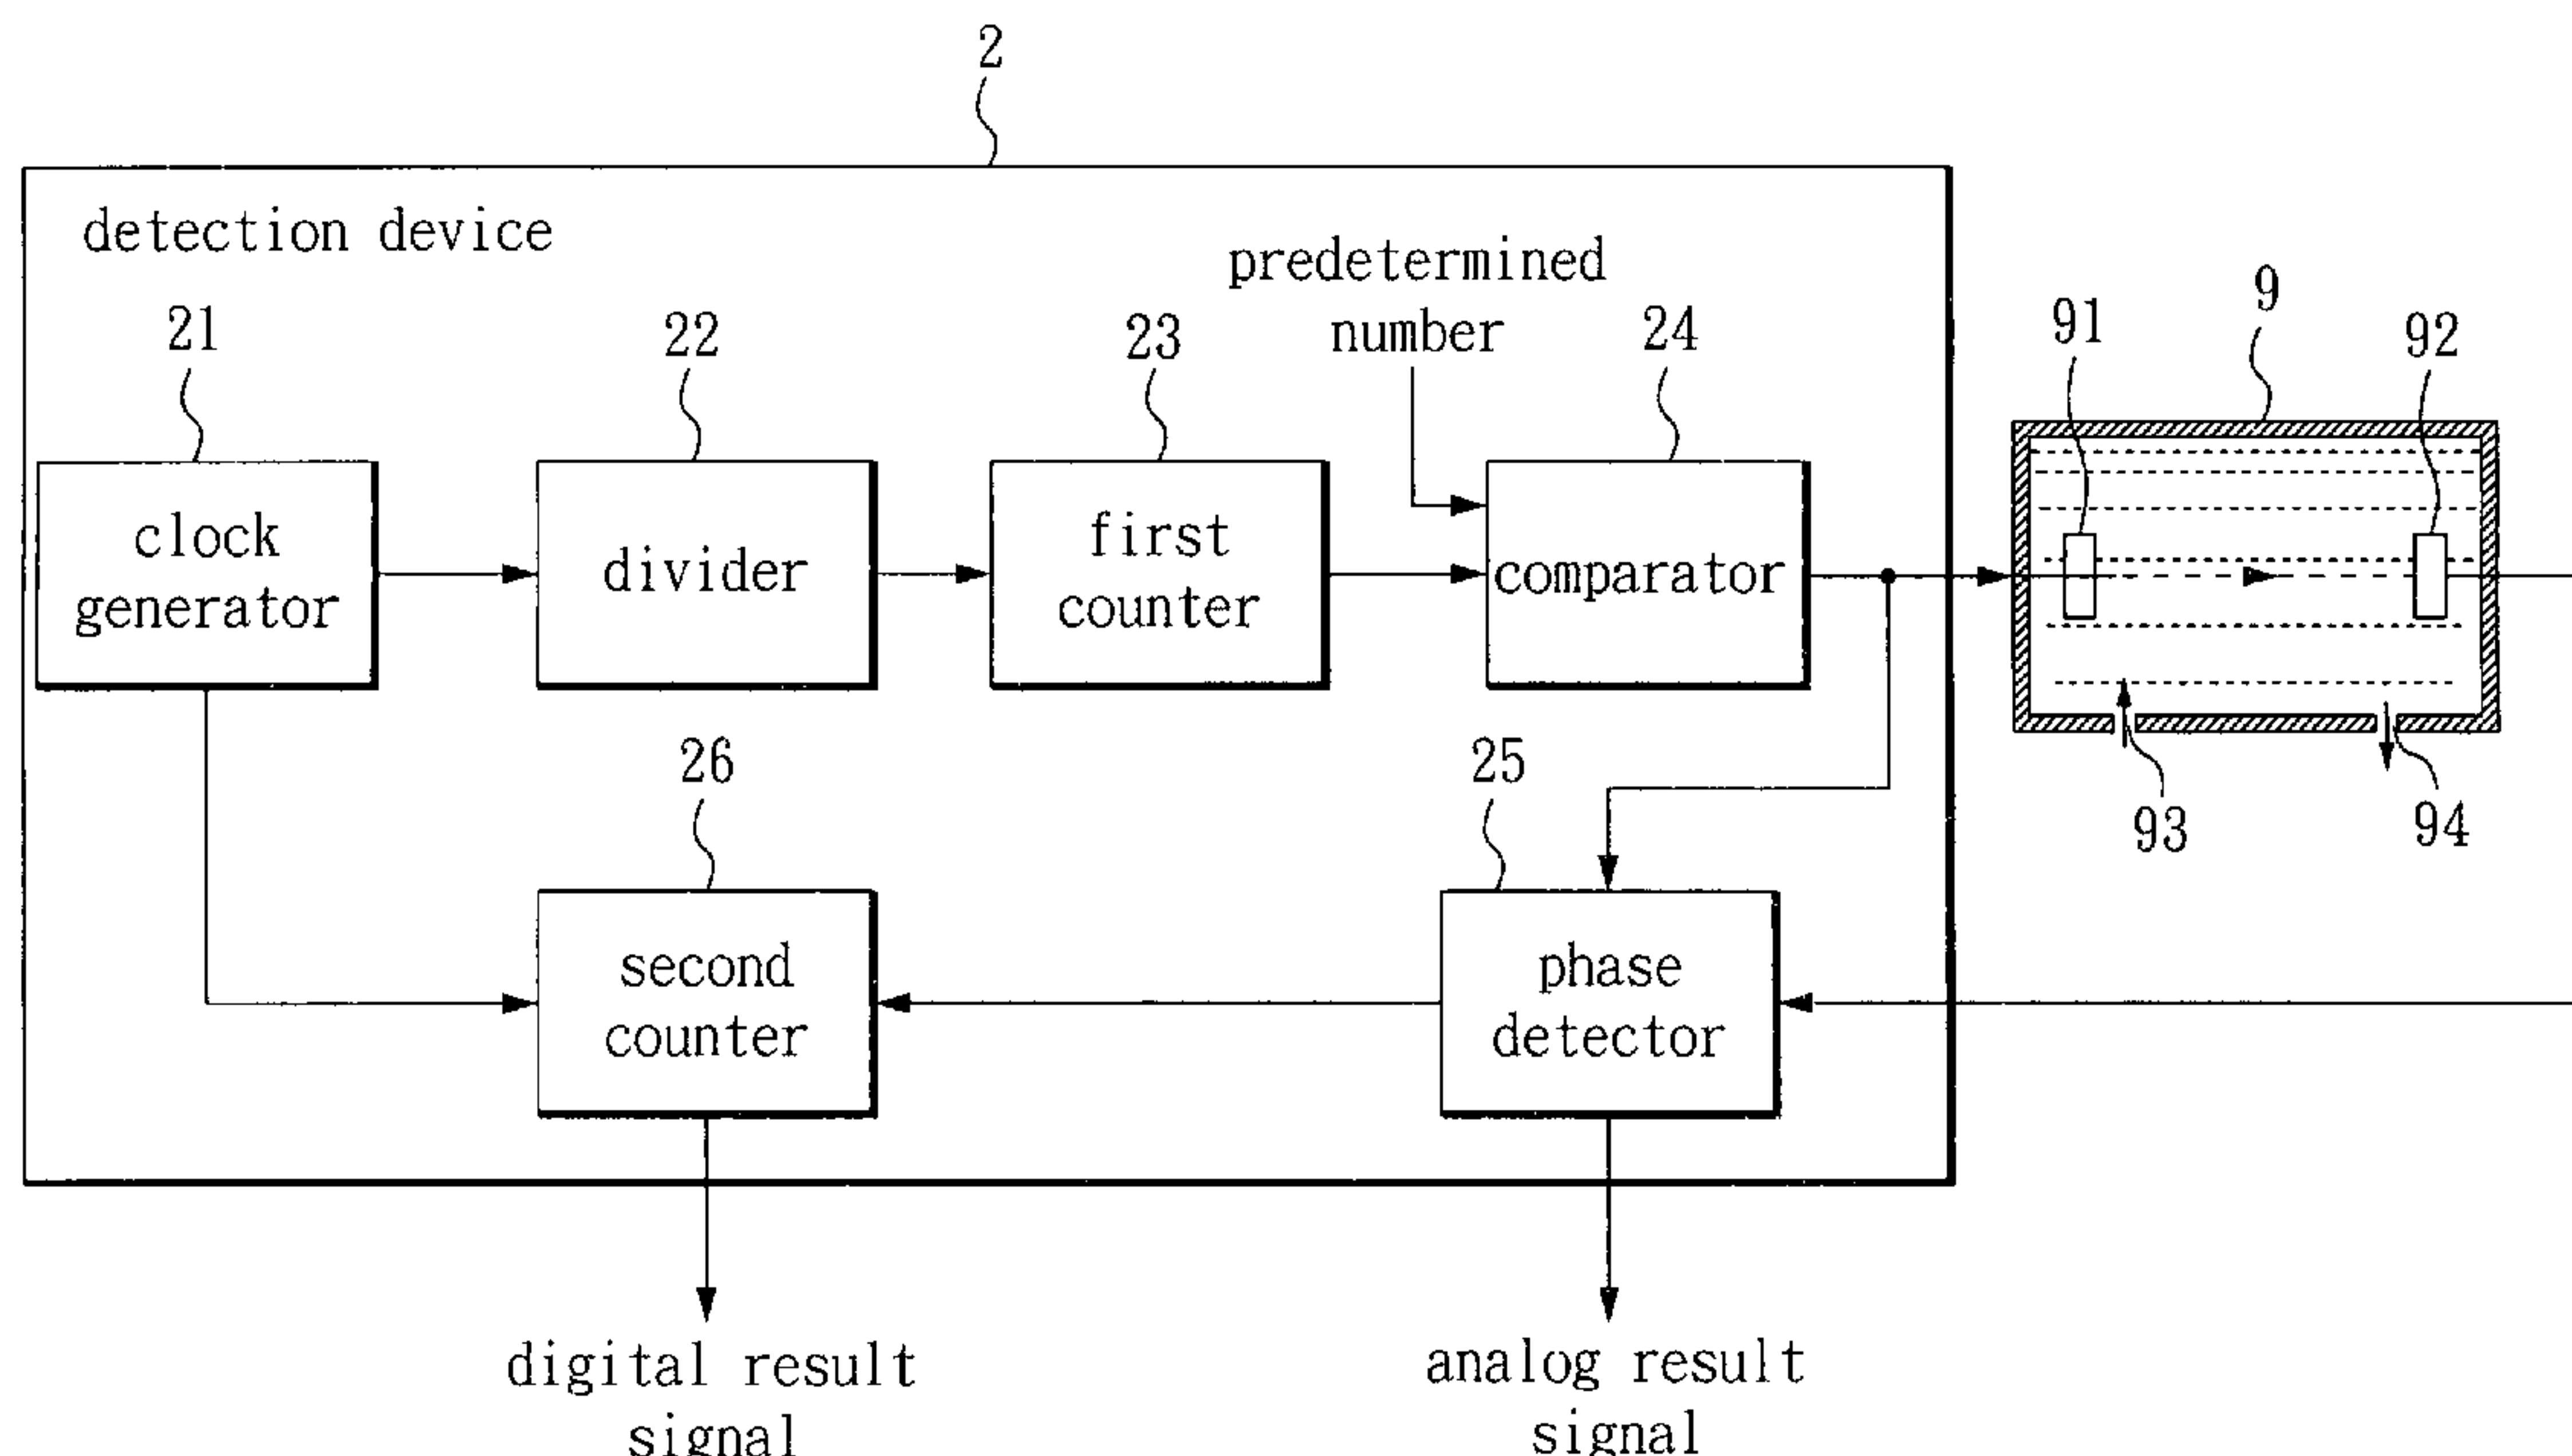 2
detection device
predetermined
number
21
22
23
24
91
9
92
clock
generator
divider
first
counter
comparator
93
94
26
25
second
counter
phase
detector
digital result
signal
analog result
signal